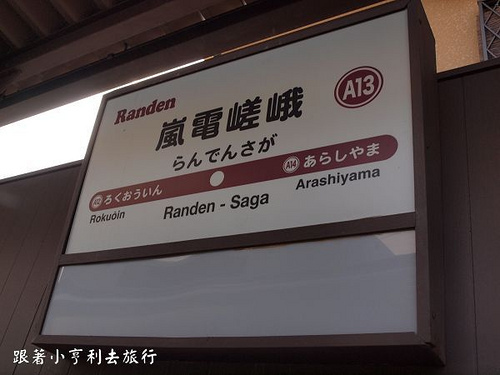 Randen
A13
嵐電嵯峨
らんでんさが
ろくおういん
A14 あらしやま
Rokuōin
Randen - Saga
Arashiyama
跟著小亨利去旅行